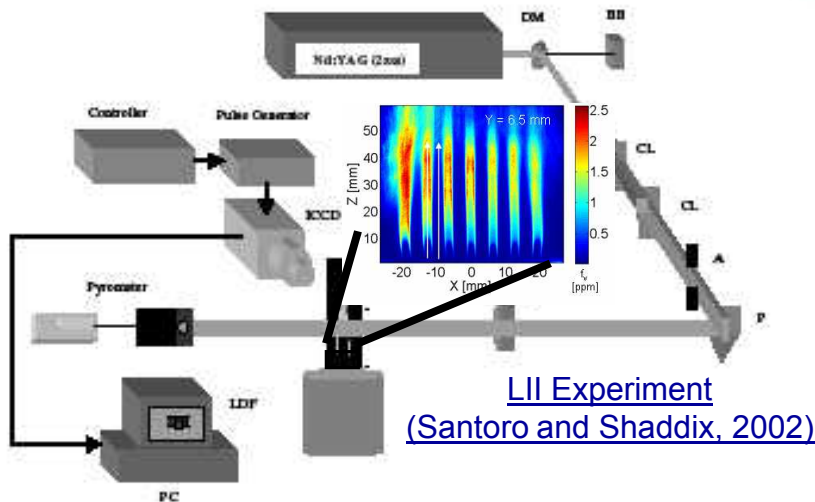 DM BB
Nd:YAG (2xω)
Controller
Pulse Generator
ICCD
Y = 6.5 mm
50
40
30
20
10
Z [mm]
-20 -10 0 10 20
X [mm]
2.5
2
1.5
1
0.5
fv
[ppm]
CL
CL
A
P
Pyrometer
LDF
PC
LII Experiment
(Santoro and Shaddix, 2002)